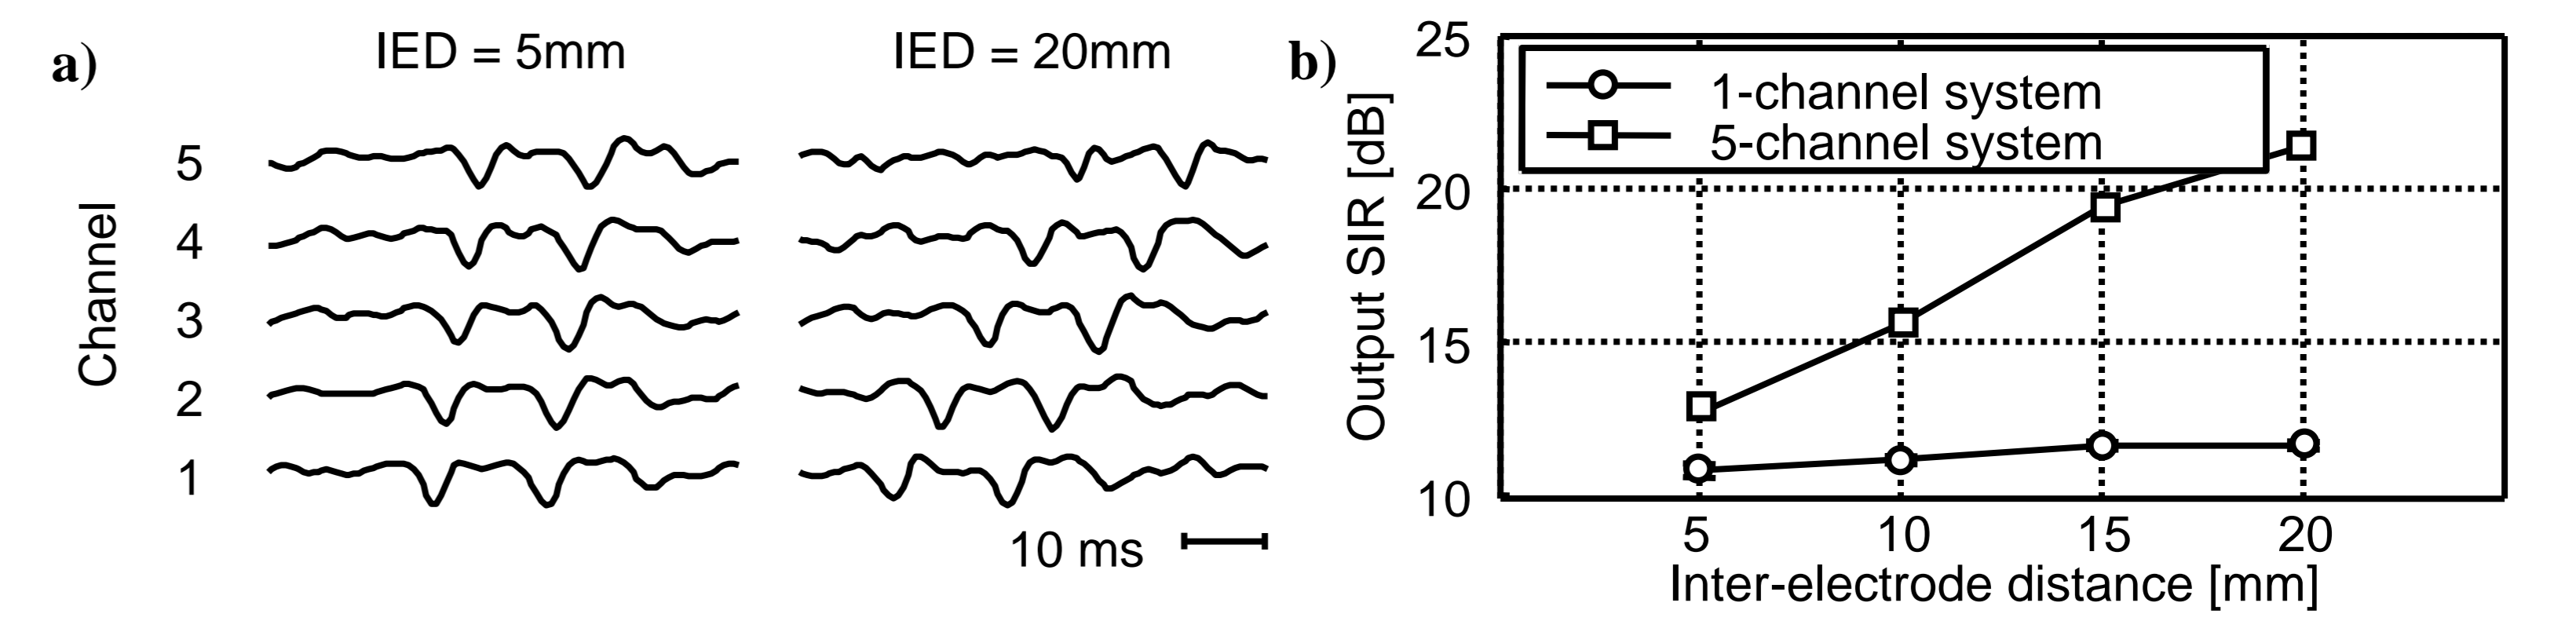 a)
IED = 5mm
IED = 20mm
Channel
5
4
3
2
1
10 ms
b)
1-channel system
5-channel system
Output SIR [dB]
25
20
15
10
5
10
15
20
Inter-electrode distance [mm]